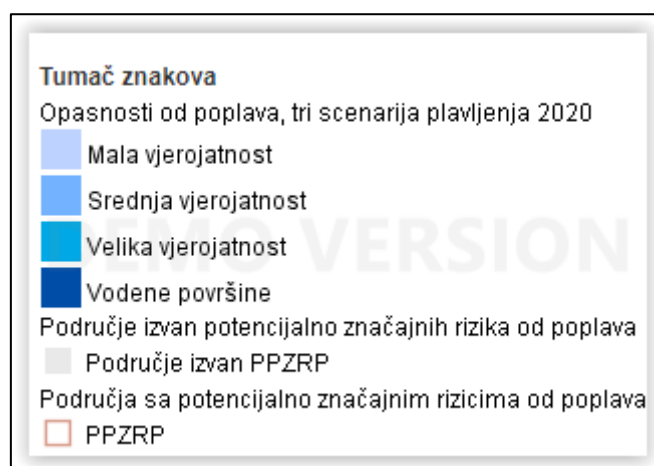 Tumač znakova
Opasnosti od poplava, tri scenarija plavljenja 2020
Mala vjerojatnost
Srednja vjerojatnost
Velika vjerojatnost
DEMO VERSION
Vodene površine
Područje izvan potencijalno značajnih rizika od poplava
Područje izvan PPZRP
Područja sa potencijalno značajnim rizicima od poplava
PPZRP